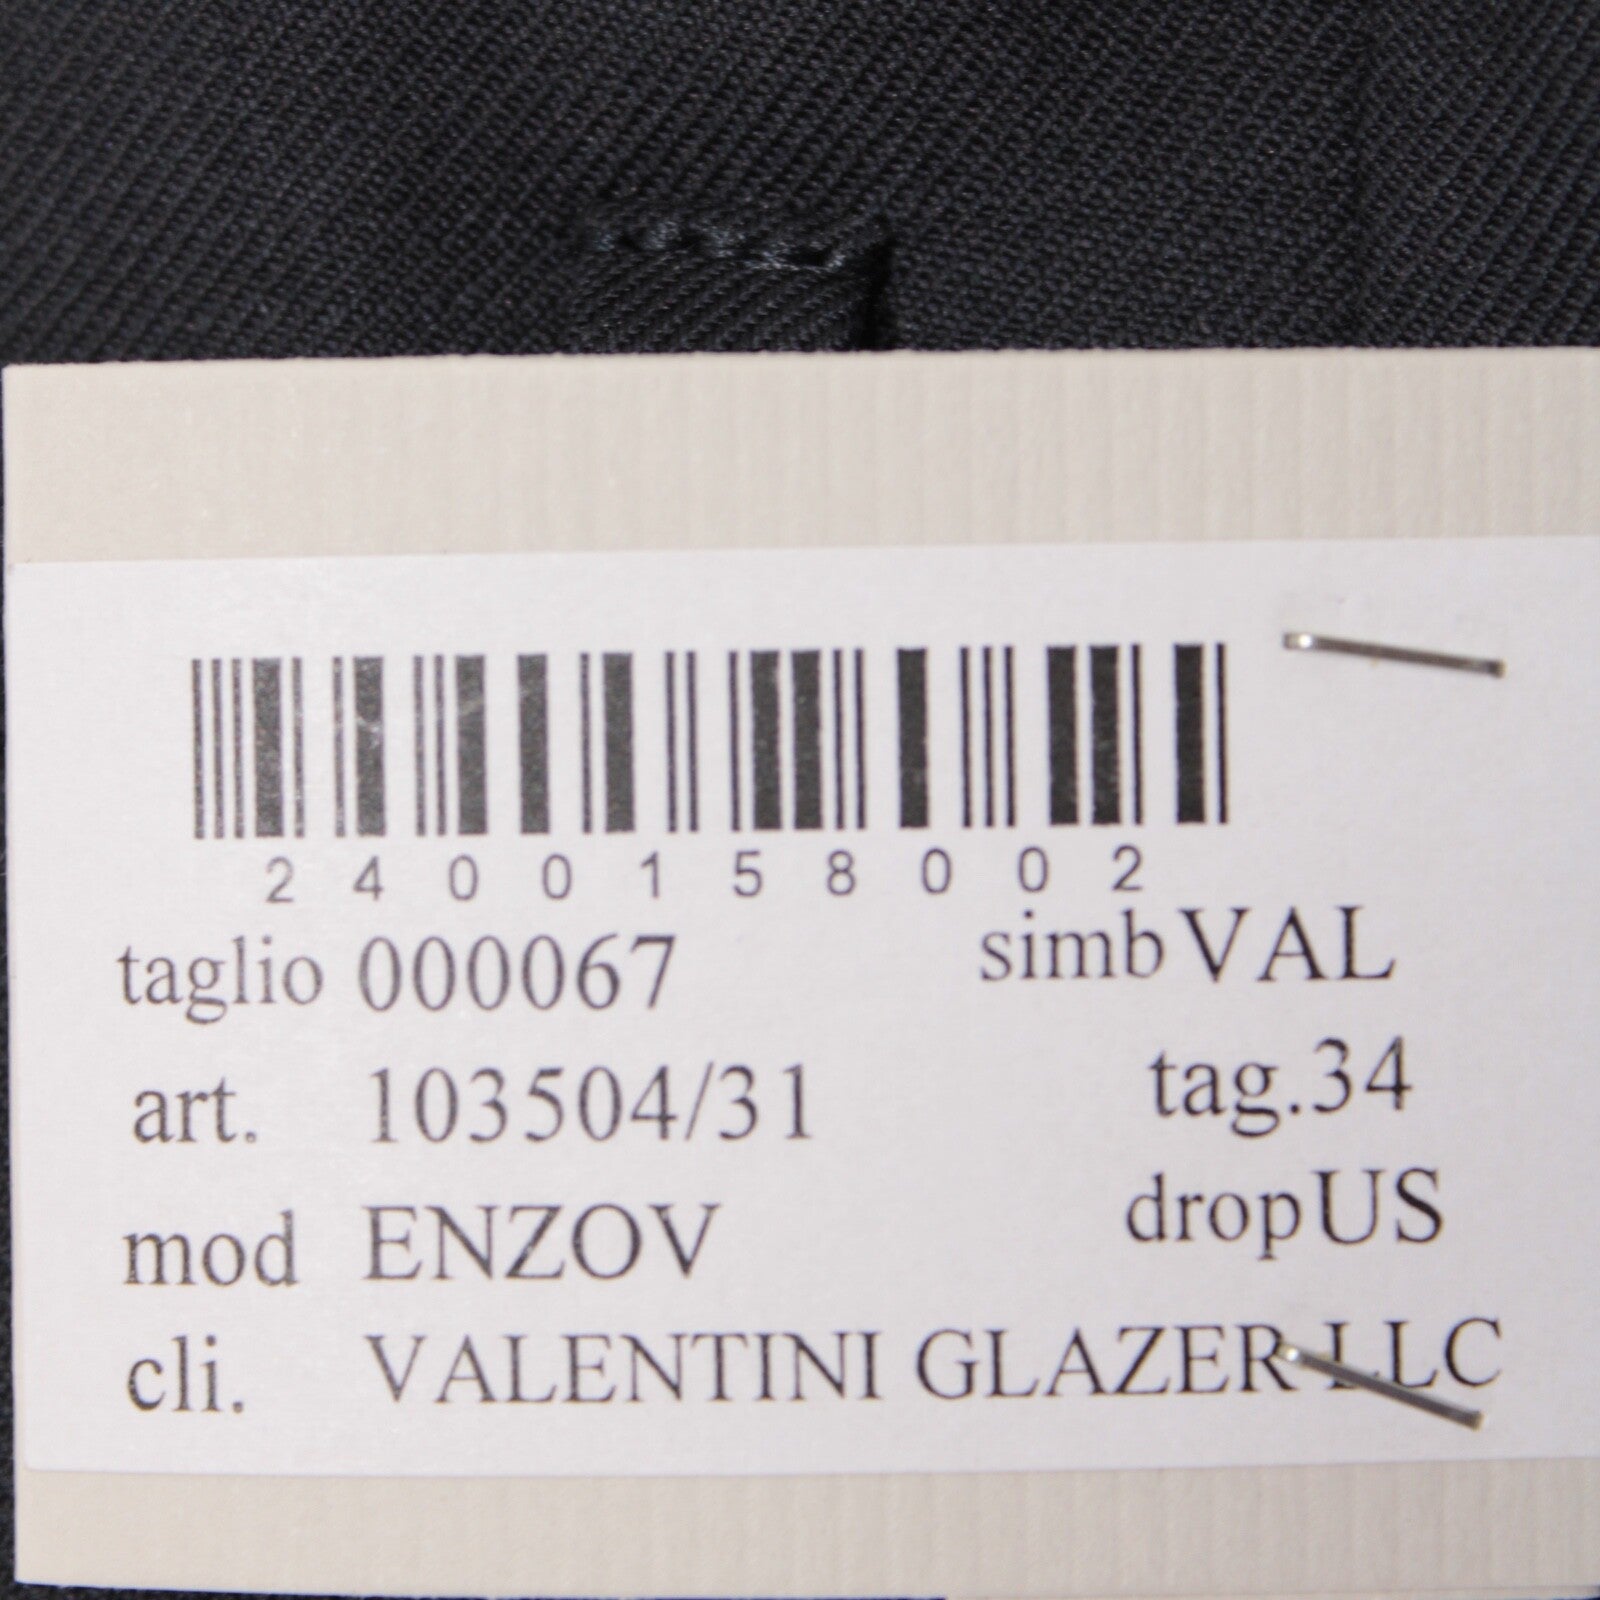 2400158002
taglio 000067 simb VAL
art. 103504/31 tag. 34
mod ENZOV drop US
cli. VALENTINI GLAZER LLC